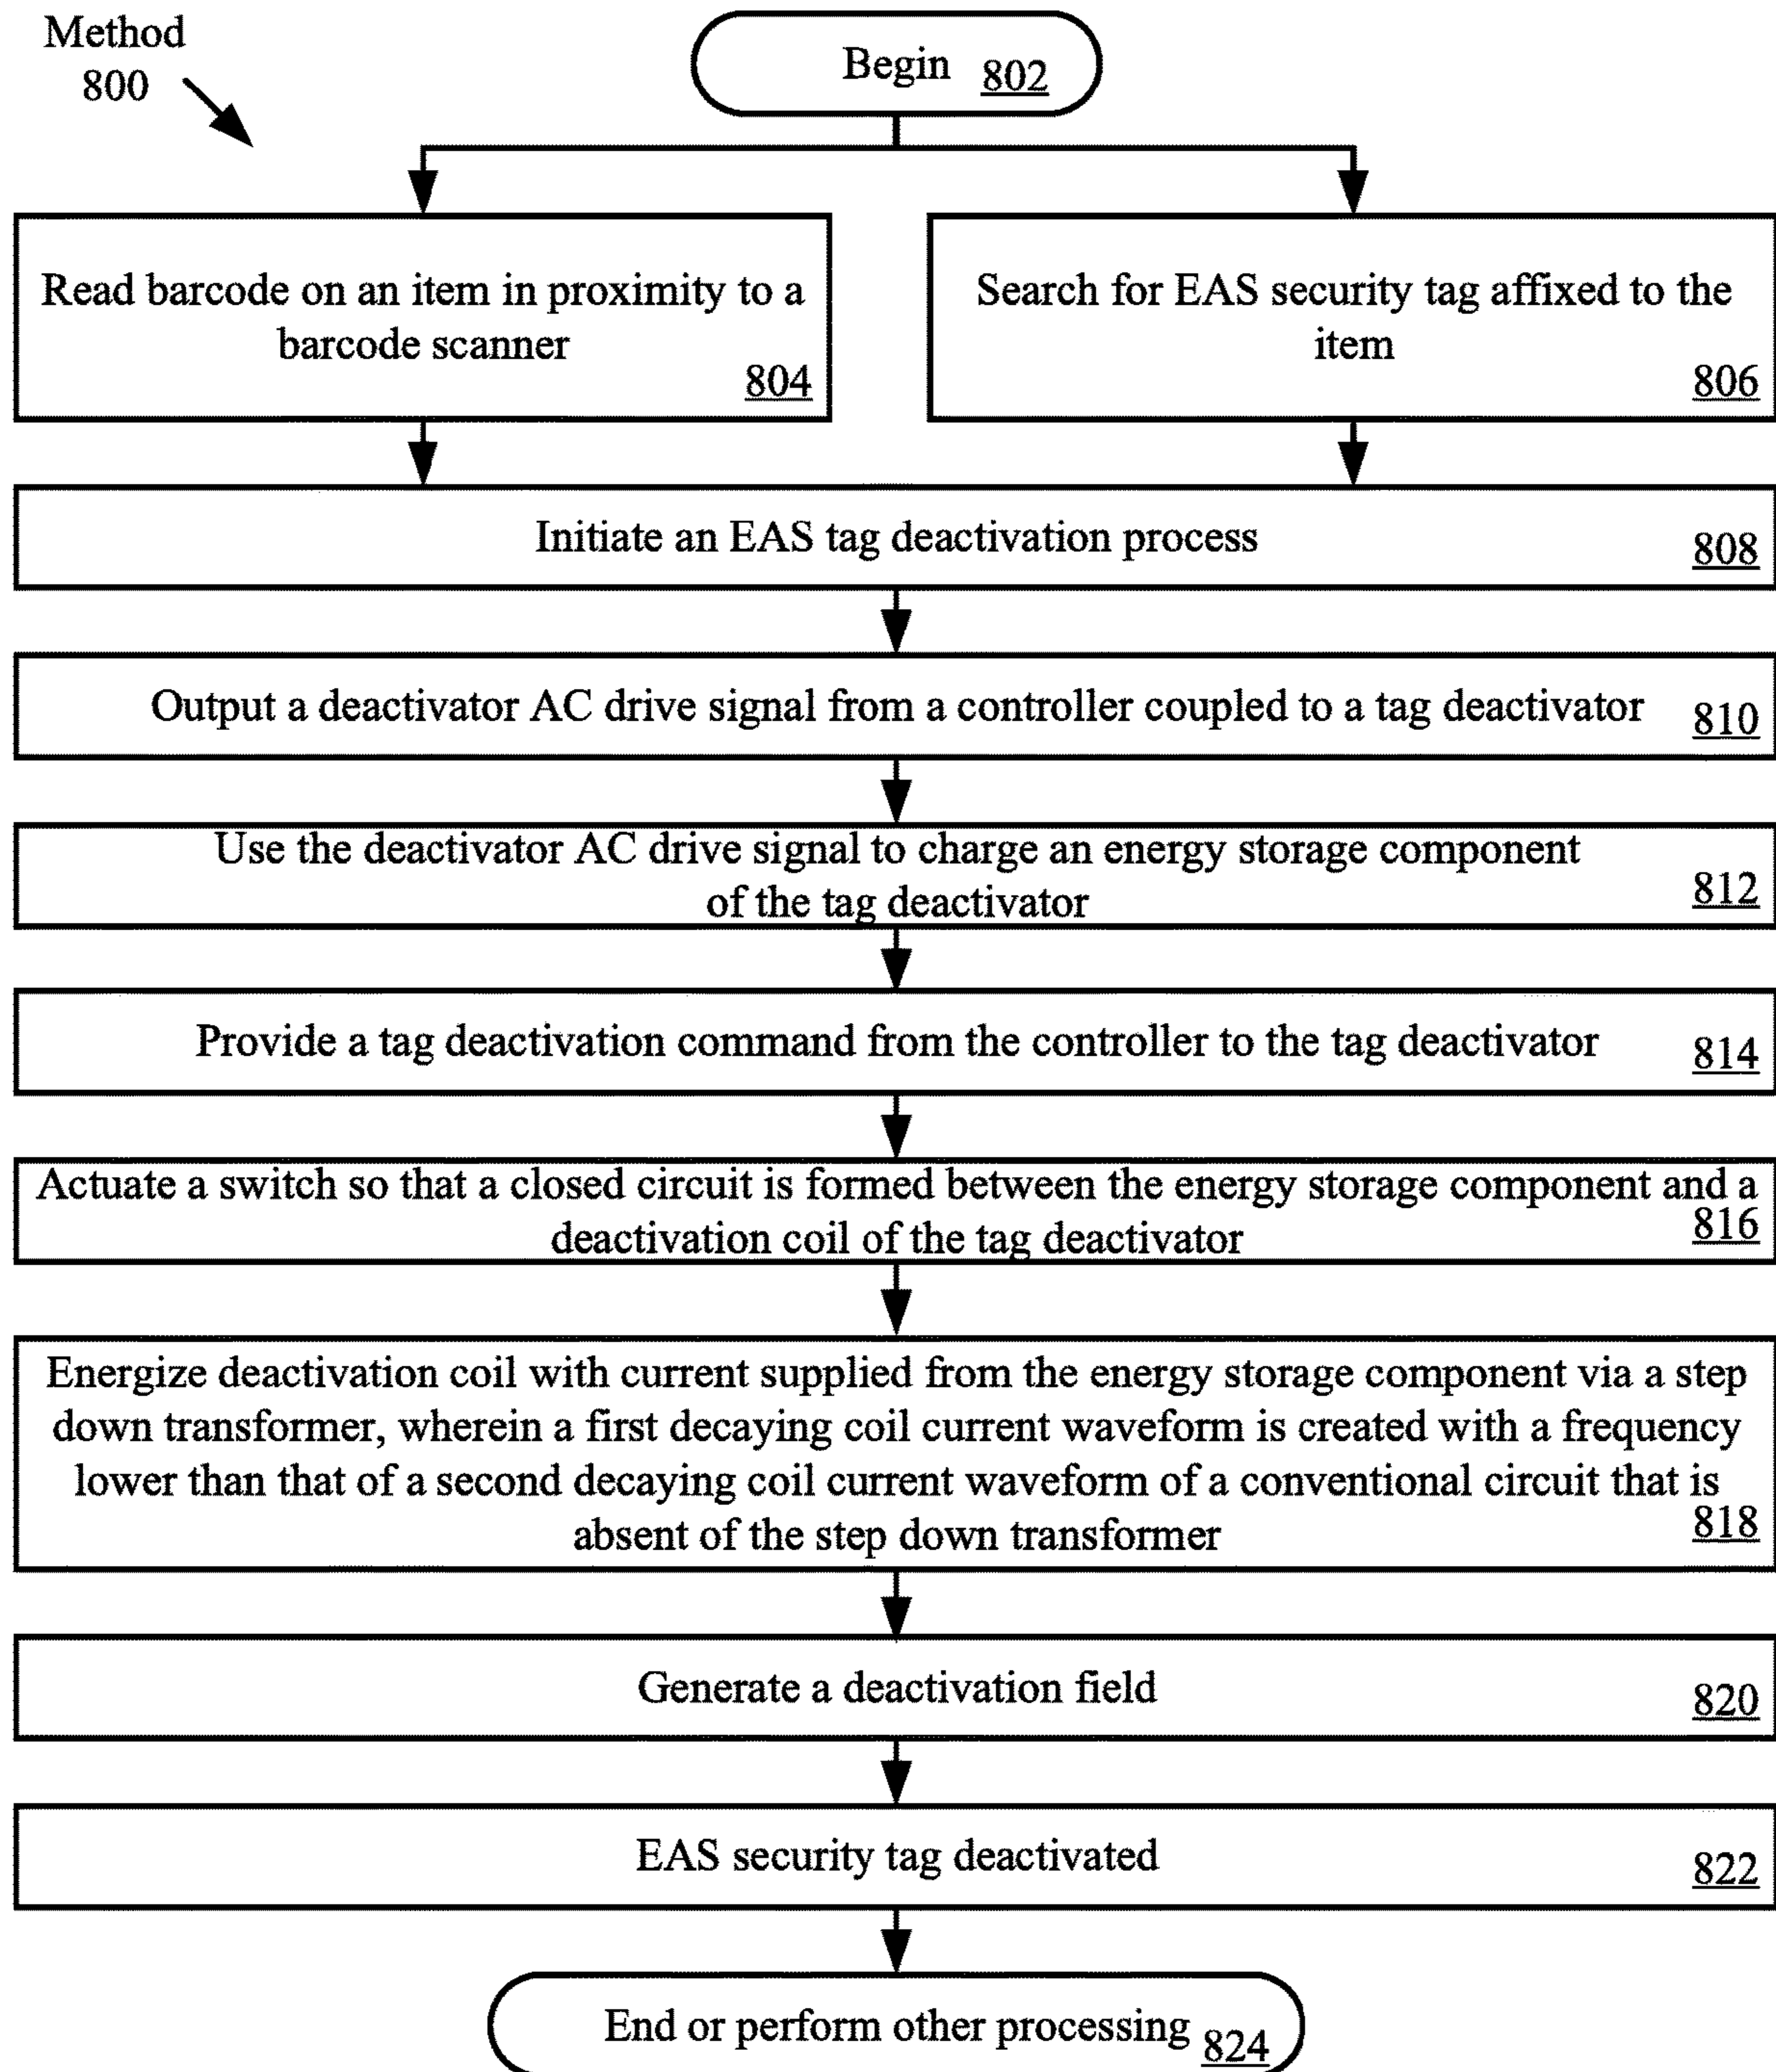 Method
800
Begin 802
Read barcode on an item in proximity to a
barcode scanner
804
Search for EAS security tag affixed to the
item
806
Initiate an EAS tag deactivation process
808
Output a deactivator AC drive signal from a controller coupled to a tag deactivator
810
Use the deactivator AC drive signal to charge an energy storage component
of the tag deactivator
812
Provide a tag deactivation command from the controller to the tag deactivator
814
Actuate a switch so that a closed circuit is formed between the energy storage component and a
deactivation coil of the tag deactivator
816
Energize deactivation coil with current supplied from the energy storage component via a step
down transformer, wherein a first decaying coil current waveform is created with a frequency
lower than that of a second decaying coil current waveform of a conventional circuit that is
absent of the step down transformer
818
Generate a deactivation field
820
EAS security tag deactivated
822
End or perform other processing 824